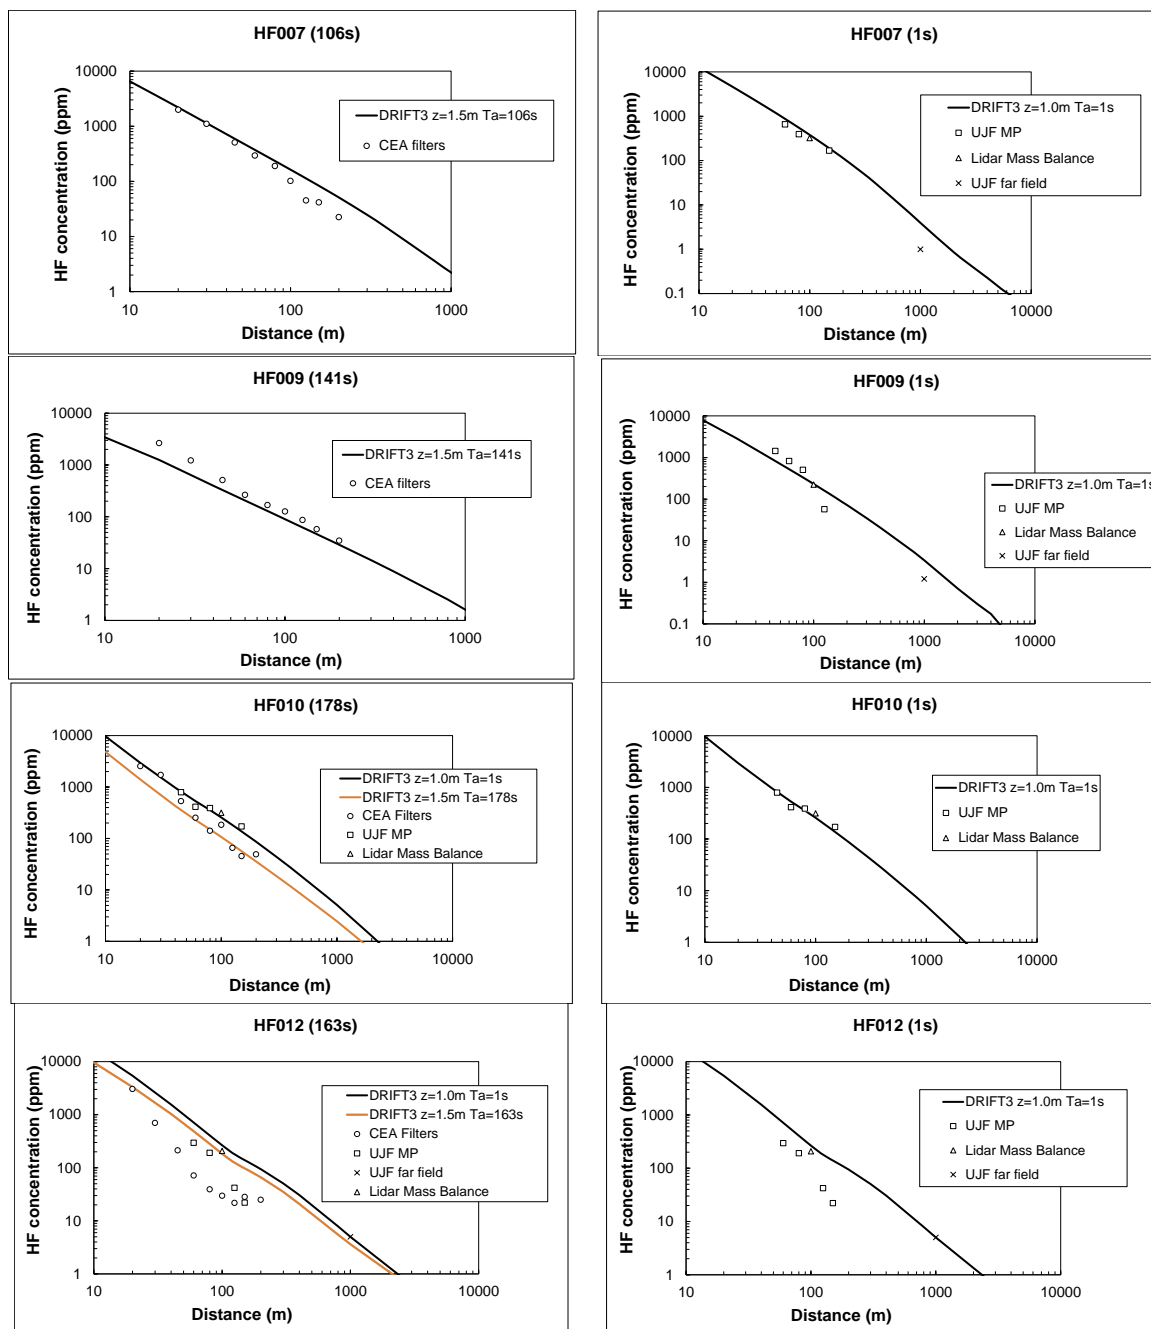 HF007 (106s)
HF concentration (ppm)
10000
1000
100
10
1
10
100
1000
Distance (m)
DRIFT3 z=1.5m Ta=106s
CEA filters
HF007 (1s)
HF concentration (ppm)
10000
1000
100
10
1
0.1
10
100
1000
10000
Distance (m)
DRIFT3 z=1.0m Ta=1s
UJF MP
Lidar Mass Balance
UJF far field
HF009 (141s)
HF concentration (ppm)
10000
1000
100
10
1
10
100
1000
Distance (m)
DRIFT3 z=1.5m Ta=141s
CEA filters
HF009 (1s)
HF concentration (ppm)
10000
1000
100
10
1
0.1
10
100
1000
10000
Distance (m)
DRIFT3 z=1.0m Ta=1s
UJF MP
Lidar Mass Balance
UJF far field
HF010 (178s)
HF concentration (ppm)
10000
1000
100
10
1
10
100
1000
10000
Distance (m)
DRIFT3 z=1.0m Ta=1s
DRIFT3 z=1.5m Ta=178s
CEA Filters
UJF MP
Lidar Mass Balance
HF010 (1s)
HF concentration (ppm)
10000
1000
100
10
1
10
100
1000
10000
Distance (m)
DRIFT3 z=1.0m Ta=1s
UJF MP
Lidar Mass Balance
HF012 (163s)
HF concentration (ppm)
10000
1000
100
10
1
10
100
1000
10000
Distance (m)
DRIFT3 z=1.0m Ta=1s
DRIFT3 z=1.5m Ta=163s
CEA Filters
UJF MP
UJF far field
Lidar Mass Balance
HF012 (1s)
HF concentration (ppm)
10000
1000
100
10
1
10
100
1000
10000
Distance (m)
DRIFT3 z=1.0m Ta=1s
UJF MP
Lidar Mass Balance
UJF far field